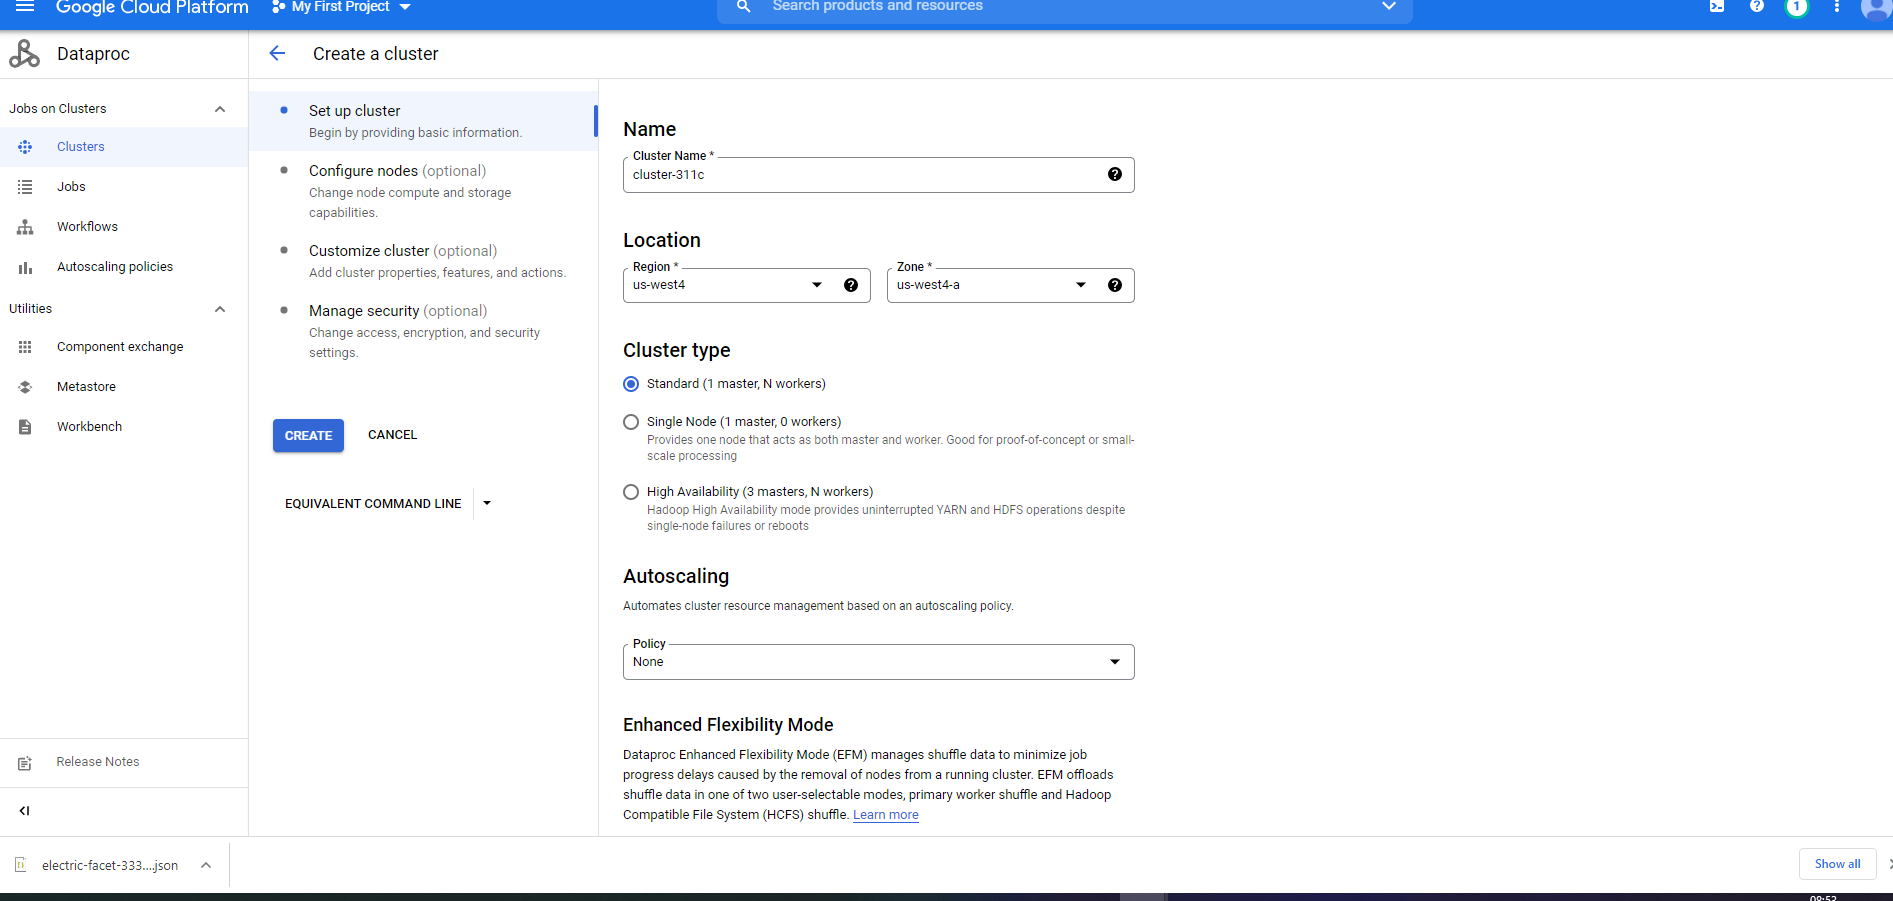 Google Cloud Platform
My First Project
Search products and resources
1
Dataproc
Create a cluster
Jobs on Clusters
Clusters
Jobs
Workflows
Autoscaling policies
Utilities
Component exchange
Metastore
Workbench
Release Notes
Set up cluster
Begin by providing basic information.
Configure nodes (optional)
Change node compute and storage
capabilities.
Customize cluster (optional)
Add cluster properties, features, and actions.
Manage security (optional)
Change access, encryption, and security
settings.
CREATE
CANCEL
EQUIVALENT COMMAND LINE
Name
Cluster Name *
cluster-311c
Location
Region *
us-west4
Zone *
us-west4-a
Cluster type
Standard (1 master, N workers)
Single Node (1 master, 0 workers)
Provides one node that acts as both master and worker. Good for proof-of-concept or small-
scale processing
High Availability (3 masters, N workers)
Hadoop High Availability mode provides uninterrupted YARN and HDFS operations despite
single-node failures or reboots
Autoscaling
Automates cluster resource management based on an autoscaling policy.
Policy
None
Enhanced Flexibility Mode
Dataproc Enhanced Flexibility Mode (EFM) manages shuffle data to minimize job
progress delays caused by the removal of nodes from a running cluster. EFM offloads
shuffle data in one of two user-selectable modes, primary worker shuffle and Hadoop
Compatible File System (HCFS) shuffle. Learn more
electric-facet-333....json
Show all